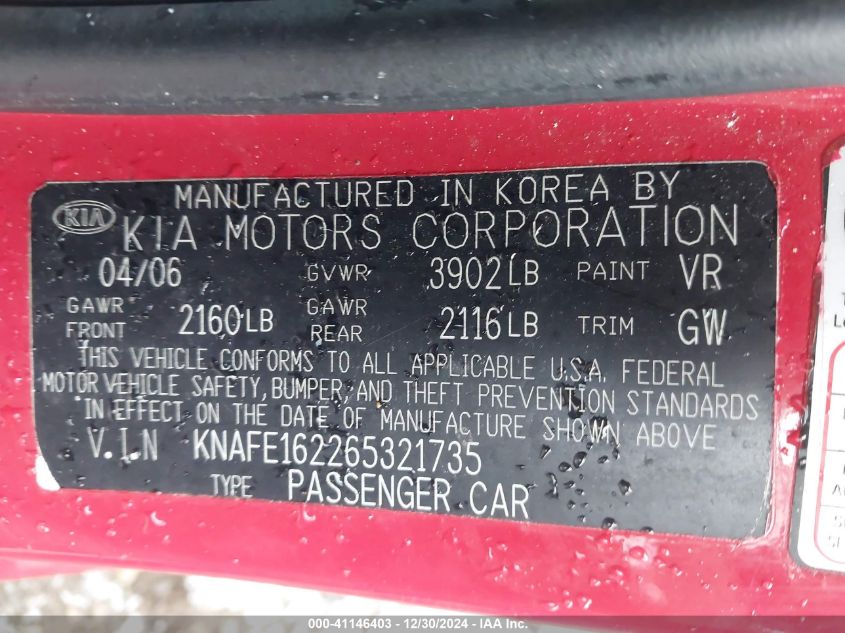 MANUFACTURED IN KOREA BY
KIA KIA MOTORS CORPORATION
04/06 GVWR 3902LB PAINT VR
GAWR FRONT 2160LB GAWR REAR 2116LB TRIM GW
THIS VEHICLE CONFORMS TO ALL APPLICABLE U.S.A. FEDERAL
MOTOR VEHICLE SAFETY, BUMPER, AND THEFT PREVENTION STANDARDS
IN EFFECT ON THE DATE OF MANUFACTURE SHOWN ABOVE
V.I.N KNAFE162265321735
TYPE PASSENGER CAR
000-41146403 - 12/30/2024 - IAA Inc.